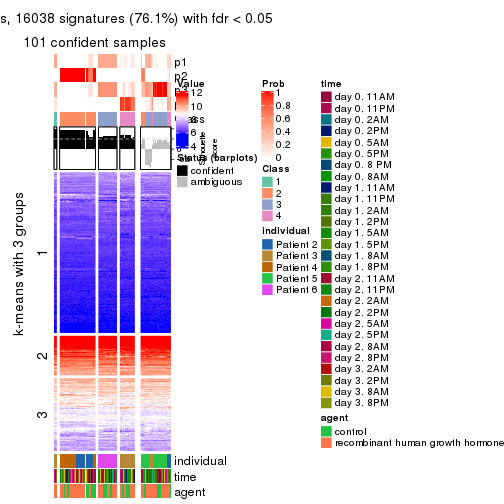 s, 16038 signatures (76.1%) with fdr < 0.05
101 confident samples
p1
p2
p3
Value
12
10
8
6
4
Class
Silhouette
score
Status (barplots)
confident
ambiguous
k-means with 3 groups
1
2
3
individual
time
agent
Prob
1
0.8
0.6
0.4
0.2
0
Class
1
2
3
4
individual
Patient 2
Patient 3
Patient 4
Patient 5
Patient 6
time
day 0. 11AM
day 0. 11PM
day 0. 2AM
day 0. 2PM
day 0. 5AM
day 0. 5PM
day 0. 8 PM
day 0. 8AM
day 1. 11AM
day 1. 11PM
day 1. 2AM
day 1. 2PM
day 1. 5AM
day 1. 5PM
day 1. 8AM
day 1. 8PM
day 2. 11AM
day 2. 11PM
day 2. 2AM
day 2. 2PM
day 2. 5AM
day 2. 5PM
day 2. 8AM
day 2. 8PM
day 3. 2AM
day 3. 2PM
day 3. 8AM
day 3. 8PM
agent
control
recombinant human growth hormone